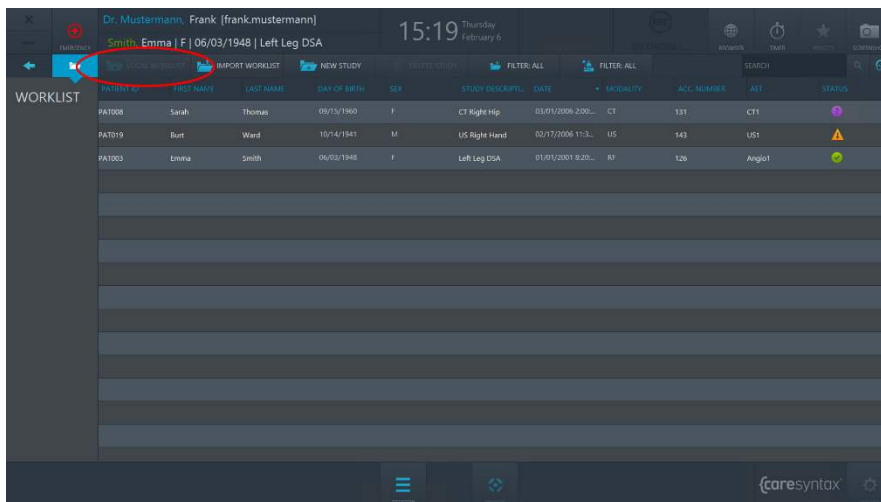 Dr. Mustermann, Frank [frank.mustermann]
Smith, Emma | F | 06/03/1948 | Left Leg DSA
15:19 Thursday
February 6
REC
EMERGENCY
BROWSER
TIMER
SCREENSHO
LOCAL WORKLIST
IMPORT WORKLIST
NEW STUDY
DELETE STUDY
FILTER: ALL
FILTER: ALL
SEARCH
WORKLIST
PATIENT ID FIRST NAME LAST NAME DAY OF BIRTH SEX STUDY DESCRIPTI... DATE MODALITY ACC. NUMBER AET STATUS
PAT008 Sarah Thomas 09/15/1960 F CT Right Hip 03/01/2006 2:00:... CT 131 CT1
PAT019 Burt Ward 10/14/1941 M US Right Hand 02/17/2006 11:3... US 143 US1
PAT003 Emma Smith 06/03/1948 F Left Leg DSA 01/01/2001 8:20:... RF 126 Angio1
{caresyntax